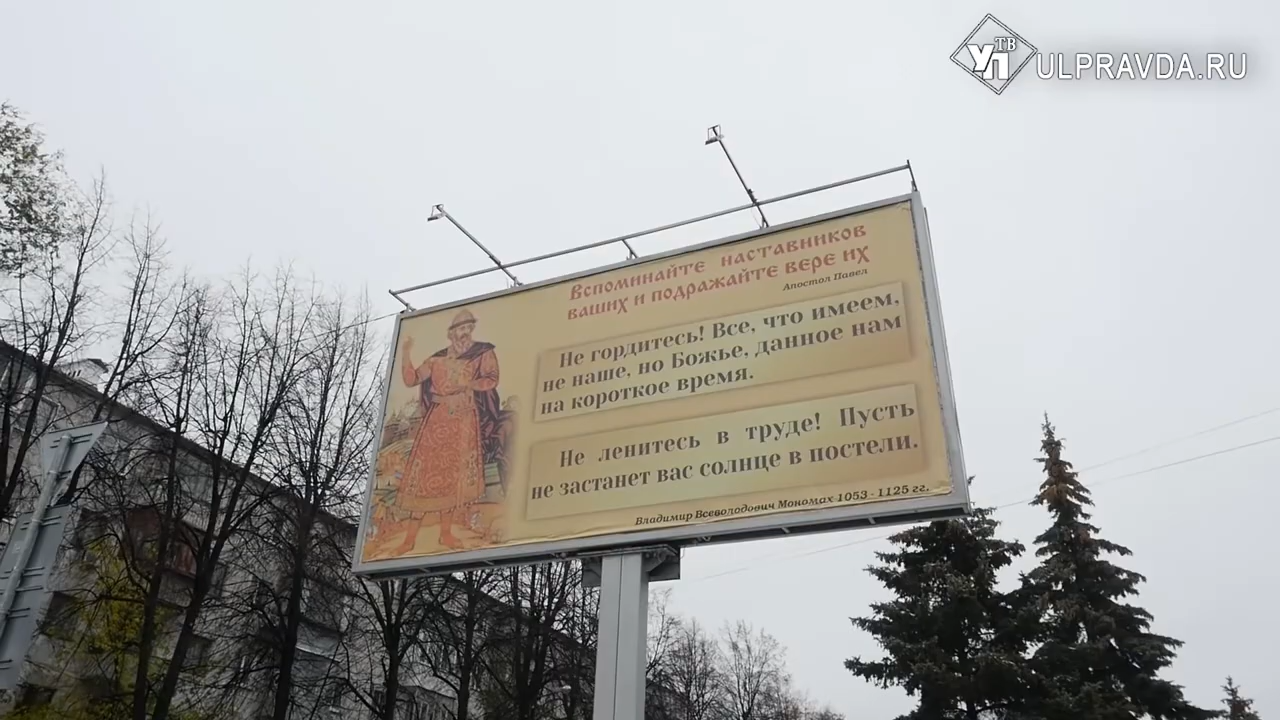 УП ТВ ULPRAVDA.RU
Вспоминайте наставников
ваших и подражайте вере их
Апостол Павел
Не гордитесь! Все, что имеем,
не наше, но Божье, данное нам
на короткое время.
Не ленитесь в труде! Пусть
не застанет вас солнце в постели.
Владимир Всеволодович Мономах 1053 - 1125 гг.